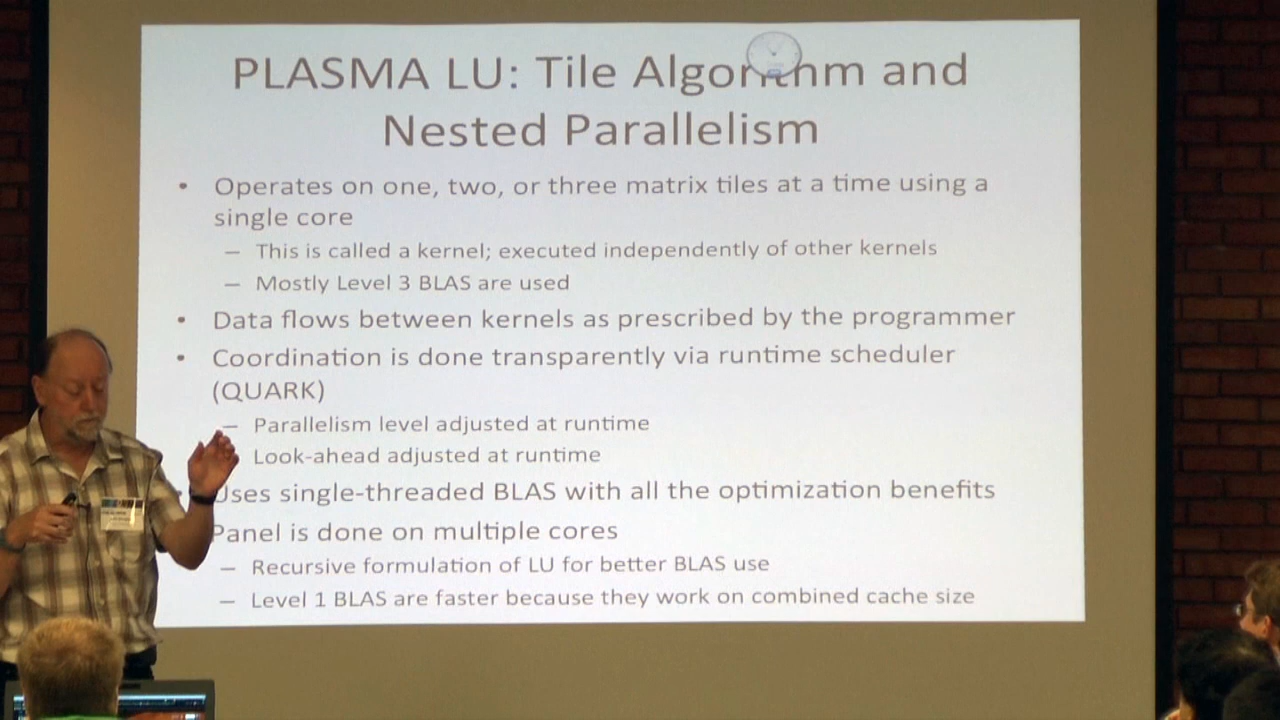 PLASMA LU: Tile Algorithm and
Nested Parallelism
• Operates on one, two, or three matrix tiles at a time using a
single core
– This is called a kernel; executed independently of other kernels
– Mostly Level 3 BLAS are used
• Data flows between kernels as prescribed by the programmer
• Coordination is done transparently via runtime scheduler
(QUARK)
– Parallelism level adjusted at runtime
Look-ahead adjusted at runtime
• Uses single-threaded BLAS with all the optimization benefits
Panel is done on multiple cores
– Recursive formulation of LU for better BLAS use
– Level 1 BLAS are faster because they work on combined cache size